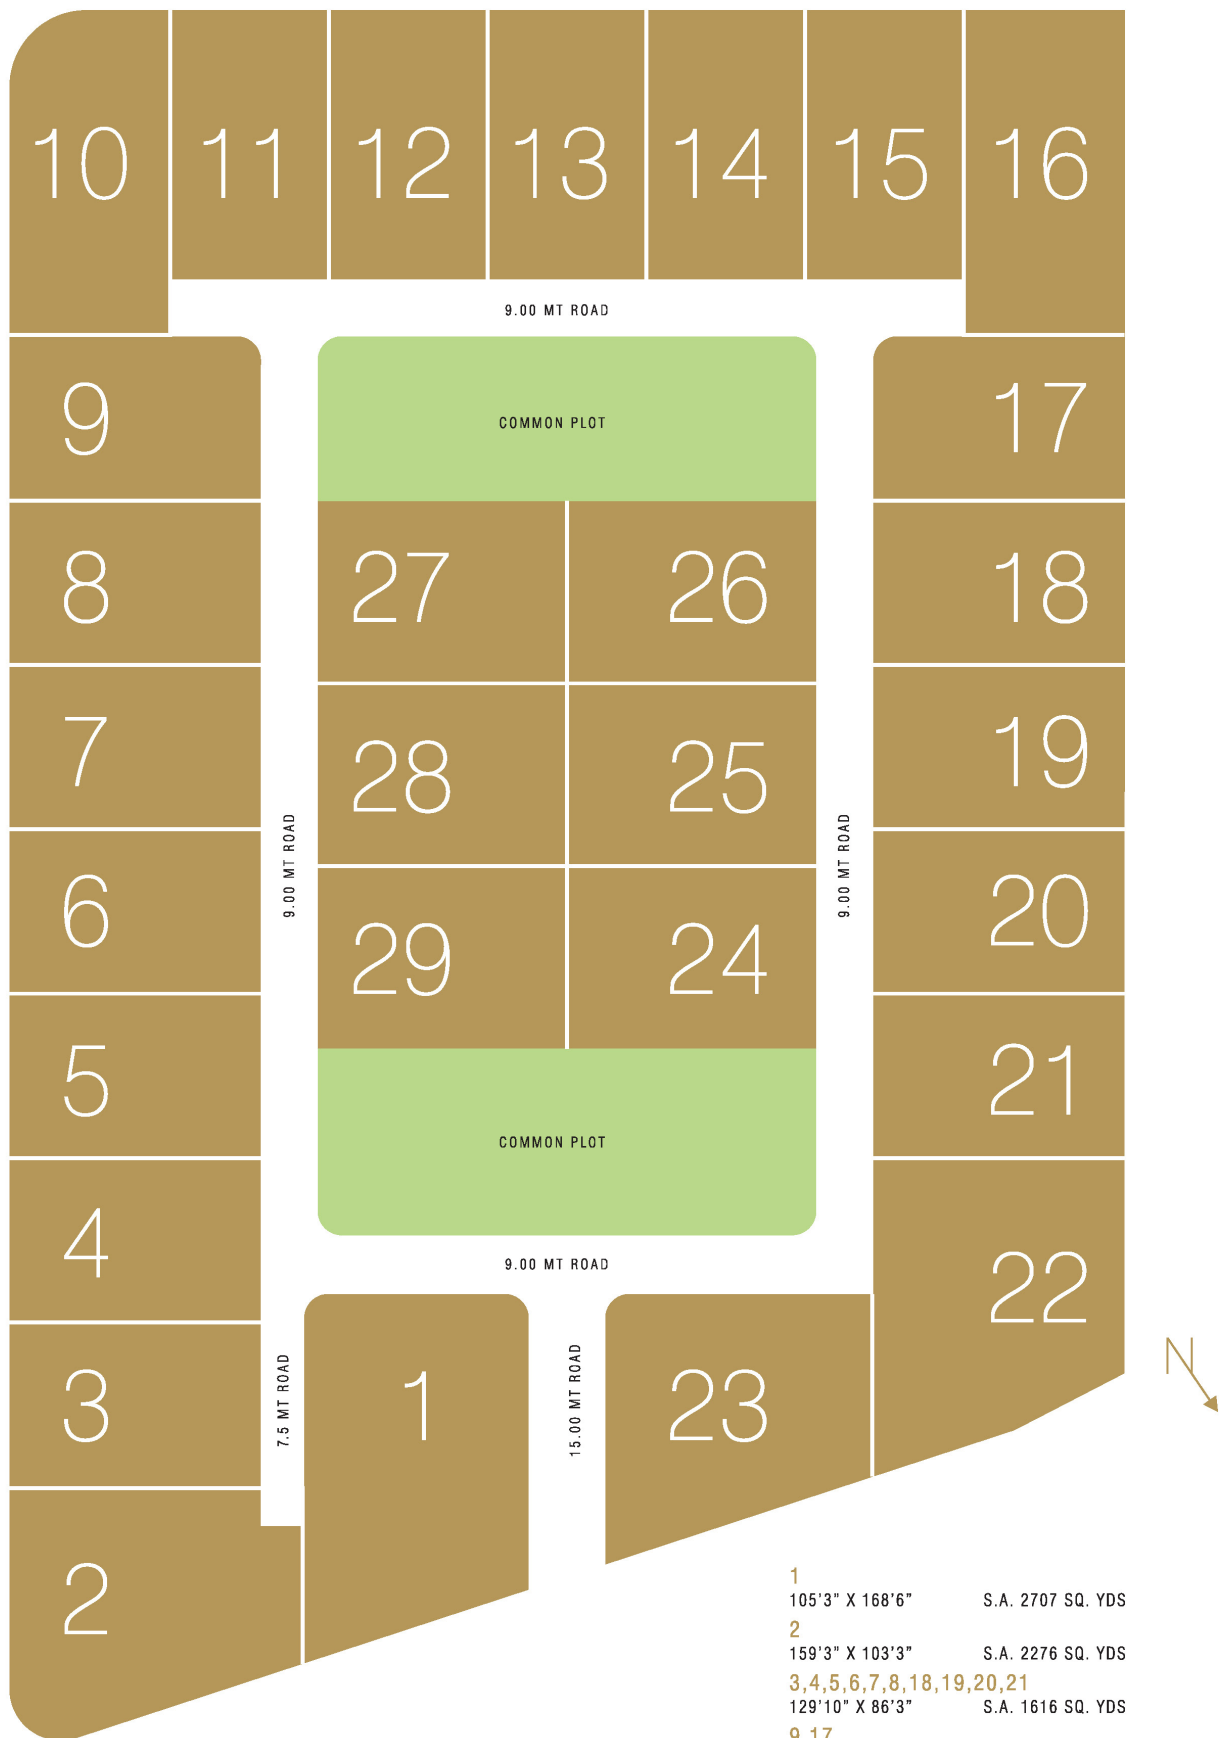 10 11 12 13 14 15 16
9.00 MT ROAD
9
COMMON PLOT
17
8
27 26
18
7
28 25
19
9.00 MT ROAD
9.00 MT ROAD
6
20
29 24
5
21
COMMON PLOT
4
9.00 MT ROAD
22
3
7.5 MT ROAD
1
15.00 MT ROAD
23
N
2
1
105'3" X 168'6" S.A. 2707 SQ. YDS
2
159'3" X 103'3" S.A. 2276 SQ. YDS
3,4,5,6,7,8,18,19,20,21
129'10" X 86'3" S.A. 1616 SQ. YDS
9,17